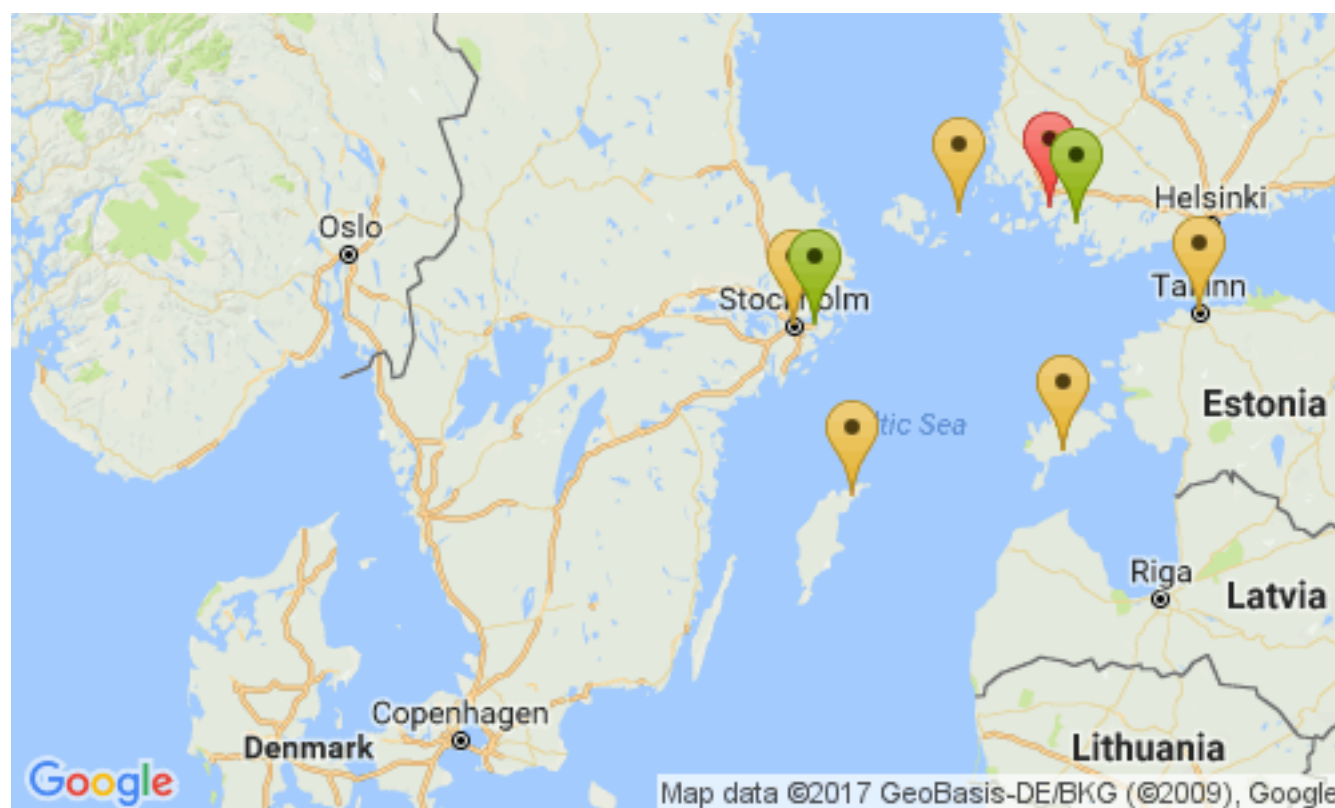 Helsinki
Oslo
Tallinn
Stockholm
Estonia
tic Sea
Riga
Latvia
Copenhagen
Denmark
Lithuania
Google
Map data ©2017 GeoBasis-DE/BKG (©2009), Google